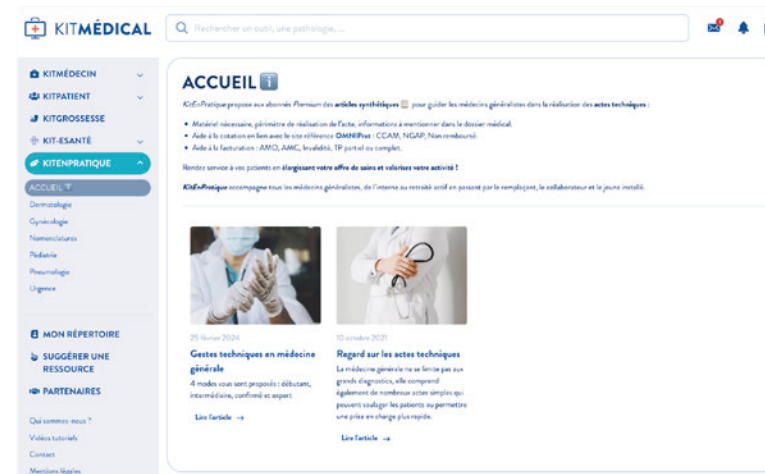 KITMÉDICAL
Rechercher un outil, une pathologie, ...
KITMÉDECIN
KITPATIENT
KITGROSSESSE
KIT-ESANTÉ
KITENPRATIQUE
ACCUEIL
Dermatologie
Gynécologie
Nomenclatures
Pédiatrie
Pneumologie
Urgence
MON RÉPERTOIRE
SUGGÉRER UNE
RESSOURCE
PARTENAIRES
Qui sommes-nous ?
Vidéos tutoriels
Contact
Mentions légales
ACCUEIL
KitEnPratique propose aux abonnés Premium des articles synthétiques pour guider les médecins généralistes dans la réalisation des actes techniques :
• Matériel nécessaire, périmètre de réalisation de l'acte, informations à mentionner dans le dossier médical.
• Aide à la cotation en lien avec le site référence OMNIPrat : CCAM, NGAP, Non remboursé.
• Aide à la facturation : AMO, AMC, Invalidité, TP partiel ou complet.
Rendez service à vos patients en élargissant votre offre de soins et valorisez votre activité !
KitEnPratique accompagne tous les médecins généralistes, de l'interne au retraité actif en passant par le remplaçant, le collaborateur et le jeune installé.
25 février 2024
Gestes techniques en médecine
générale
4 modes vous sont proposés : débutant,
intermédiaire, confirmé et expert.
Lire l'article →
10 octobre 2021
Regard sur les actes techniques
La médecine générale ne se limite pas aux
grands diagnostics, elle comprend
également de nombreux actes simples qui
peuvent soulager les patients ou permettre
une prise en charge plus rapide.
Lire l'article →